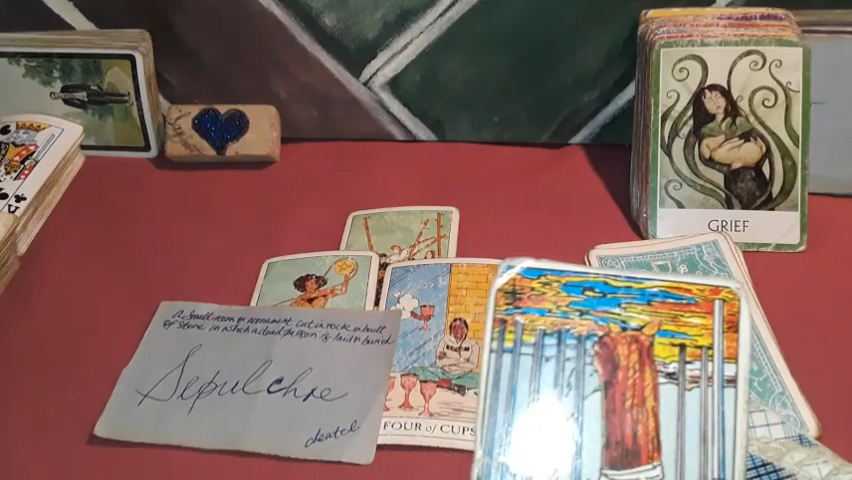 GRIEF
a Small room or monument cut in rock or built
of Stone in which a dead person is laid or buried
Sepulchre
death
FOUR of CUPS